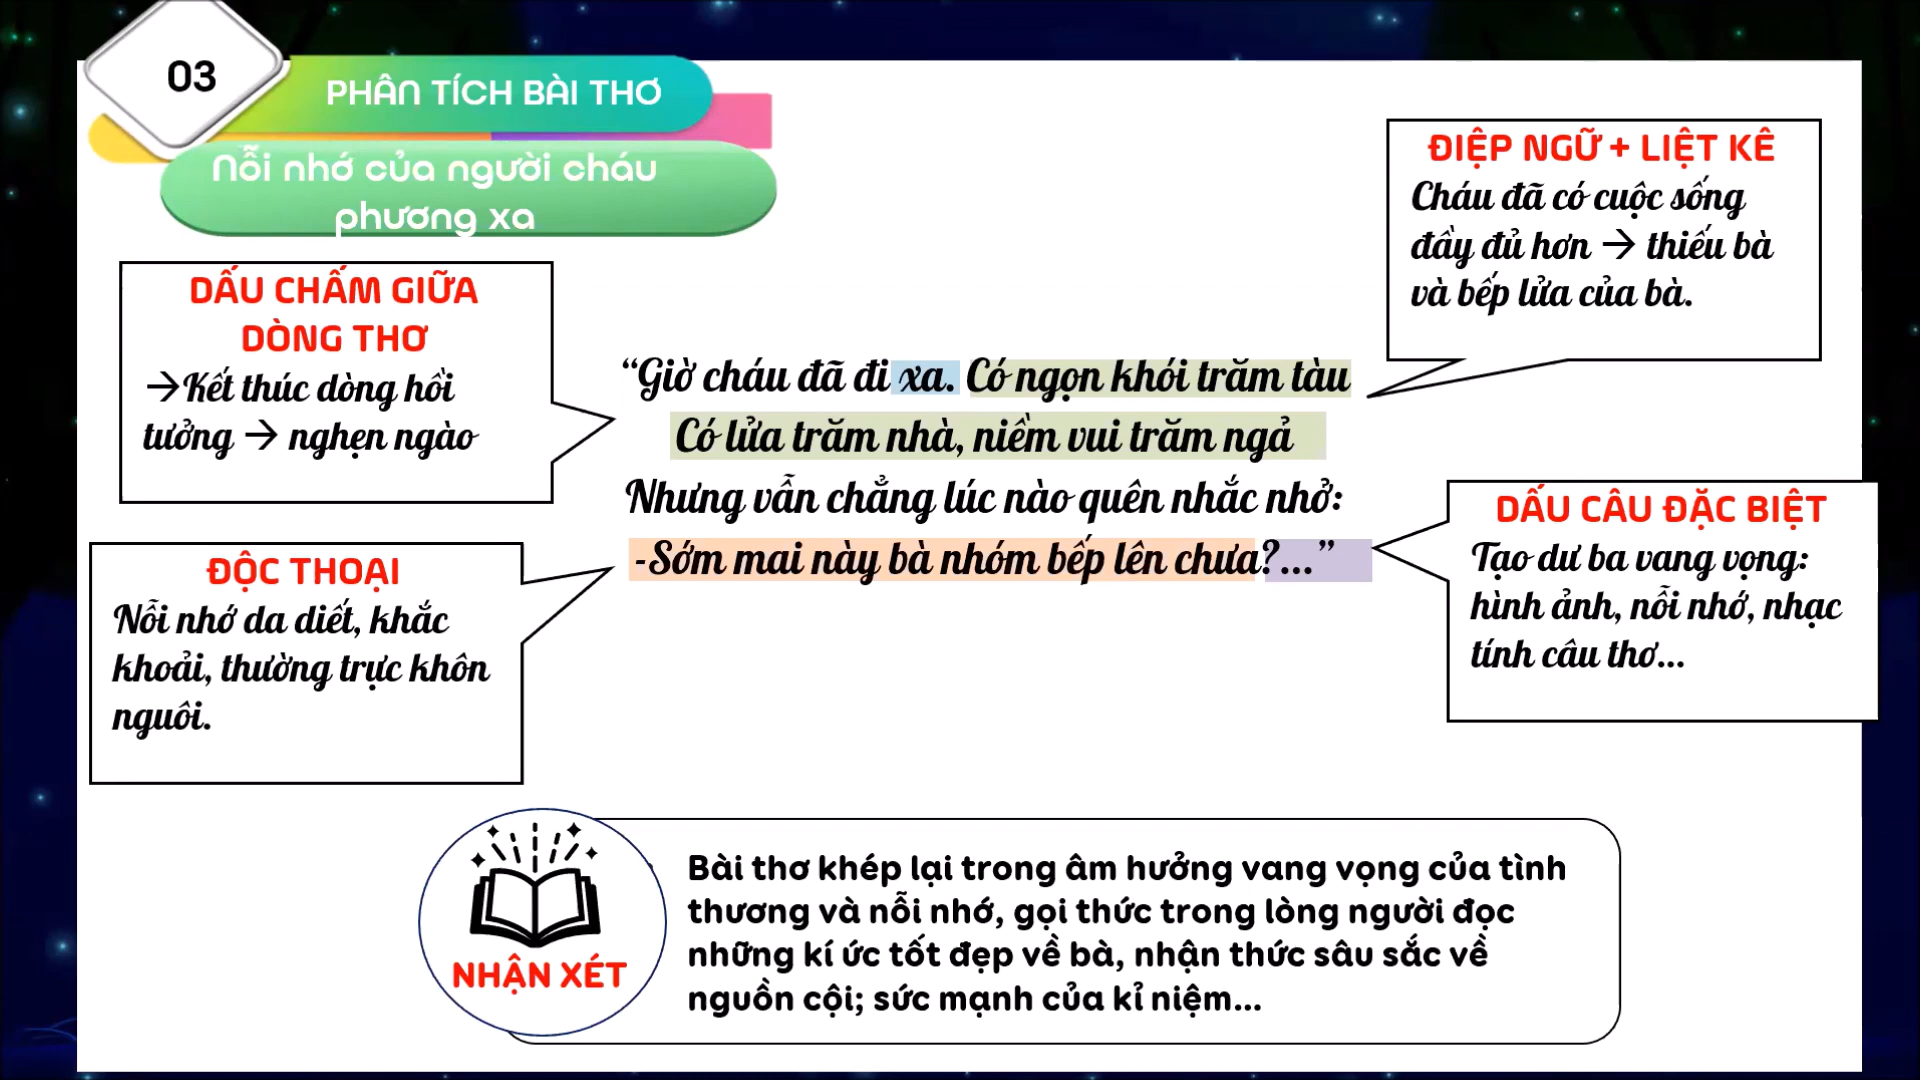 03
PHÂN TÍCH BÀI THƠ
Nỗi nhớ của người cháu
phương xa
DẤU CHẤM GIỮA
DÒNG THƠ
→Kết thúc dòng hồi
tưởng → nghẹn ngào
ĐỘC THOẠI
Nỗi nhớ da diết, khắc
khoải, thường trực khôn
nguôi.
“Giờ cháu đã đi xa. Có ngọn khói trăm tàu
Có lửa trăm nhà, niềm vui trăm ngả
Nhưng vẫn chẳng lúc nào quên nhắc nhở:
-Sớm mai này bà nhóm bếp lên chưa?...”
ĐIỆP NGỮ + LIỆT KÊ
Cháu đã có cuộc sống
đầy đủ hơn → thiếu bà
và bếp lửa của bà.
DẤU CÂU ĐẶC BIỆT
Tạo dư ba vang vọng:
hình ảnh, nỗi nhớ, nhạc
tính câu thơ...
NHẬN XÉT
Bài thơ khép lại trong âm hưởng vang vọng của tình
thương và nỗi nhớ, gọi thức trong lòng người đọc
những kí ức tốt đẹp về bà, nhận thức sâu sắc về
nguồn cội; sức mạnh của kỉ niệm...